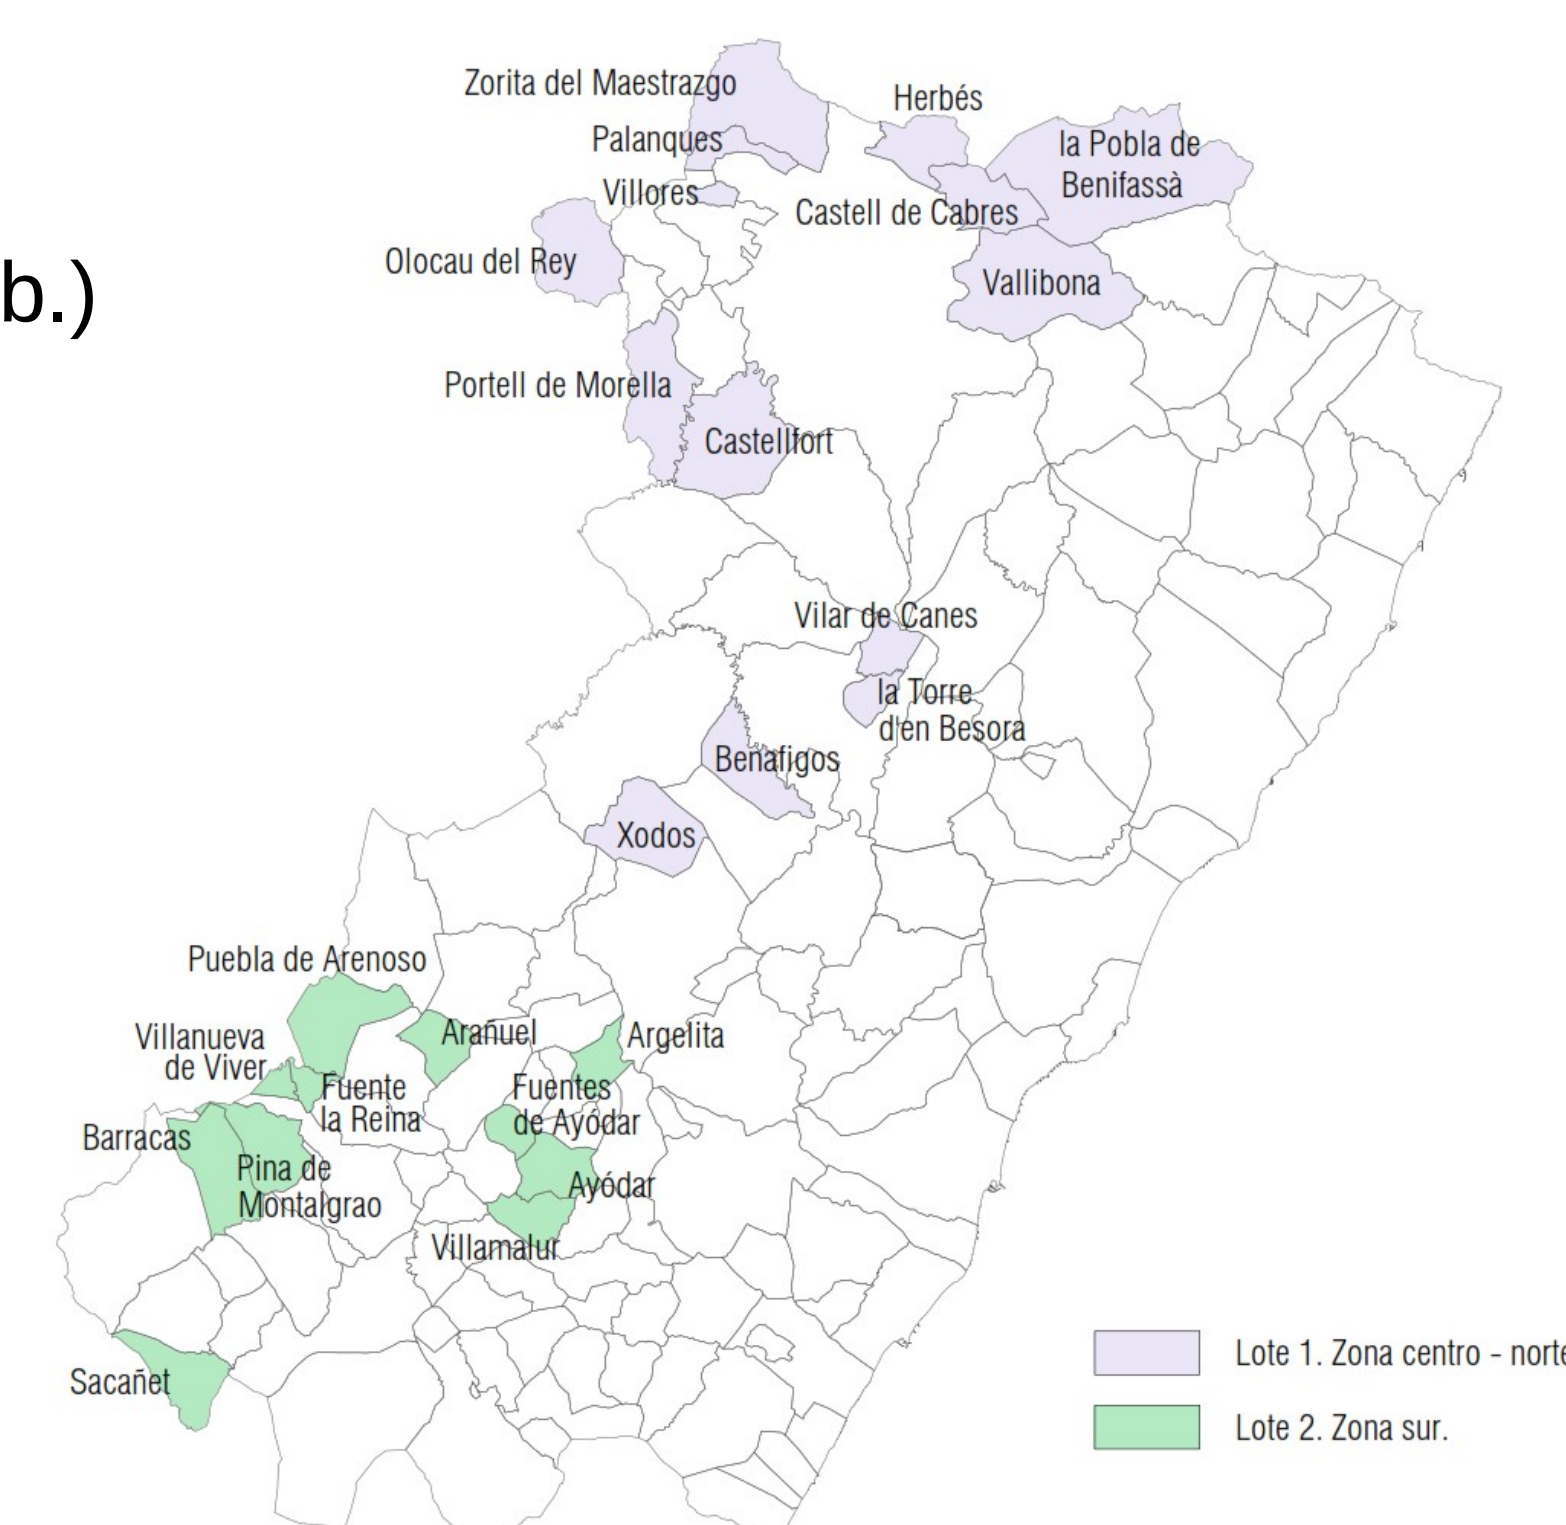 b.)
Zorita del Maestrazgo
Herbés
Palanques
la Pobla de
Benifassà
Villores
Castell de Cabres
Olocau del Rey
Vallibona
Portell de Morella
Castellfort
Vilar de Canes
la Torre
d'en Besora
Benafigos
Xodos
Puebla de Arenoso
Villanueva
de Viver
Arañuel
Argelita
Fuente
la Reina
Fuentes
de Ayódar
Barracas
Pina de
Montalgrao
Ayódar
Villamalur
Sacañet
Lote 1. Zona centro - norte
Lote 2. Zona sur.